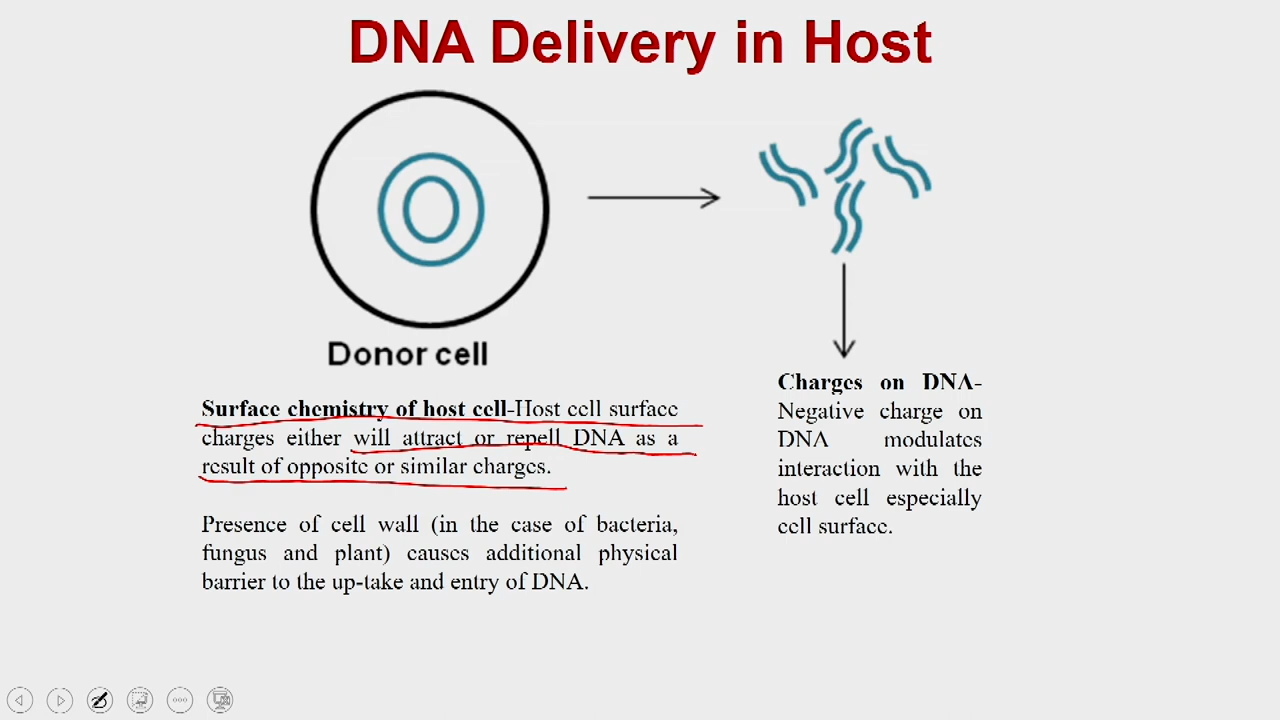 DNA Delivery in Host
Donor cell
Surface chemistry of host cell-Host cell surface
charges either will attract or repell DNA as a
result of opposite or similar charges.
Presence of cell wall (in the case of bacteria,
fungus and plant) causes additional physical
barrier to the up-take and entry of DNA.
Charges on DNA-
Negative charge on
DNA modulates
interaction with the
host cell especially
cell surface.